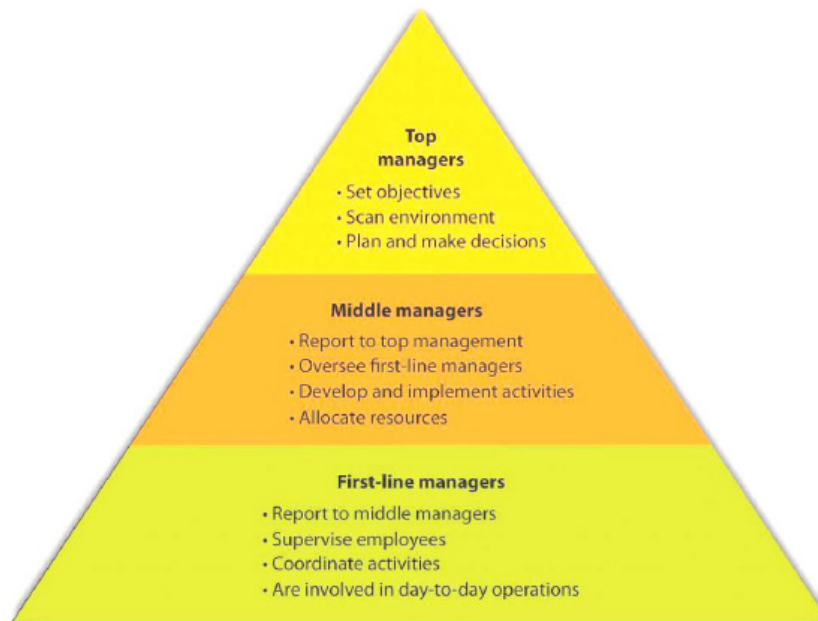 Top
managers
• Set objectives
• Scan environment
• Plan and make decisions
Middle managers
• Report to top management
• Oversee first-line managers
• Develop and implement activities
• Allocate resources
First-line managers
• Report to middle managers
• Supervise employees
• Coordinate activities
• Are involved in day-to-day operations